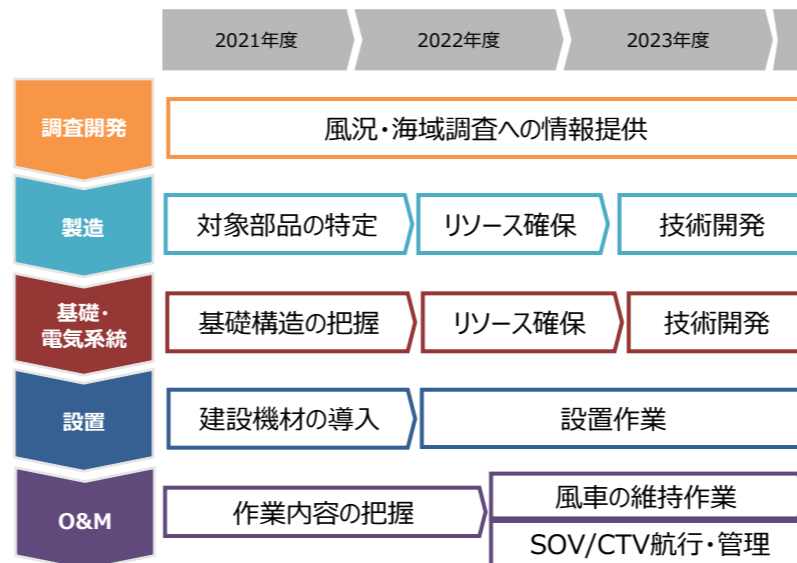 2021年度
2022年度
2023年度
調査開発
風況・海域調査への情報提供
製造
対象部品の特定
リソース確保
技術開発
基礎・
電気系統
基礎構造の把握
リソース確保
技術開発
設置
建設機材の導入
設置作業
O&M
作業内容の把握
風車の維持作業
SOV/CTV航行・管理